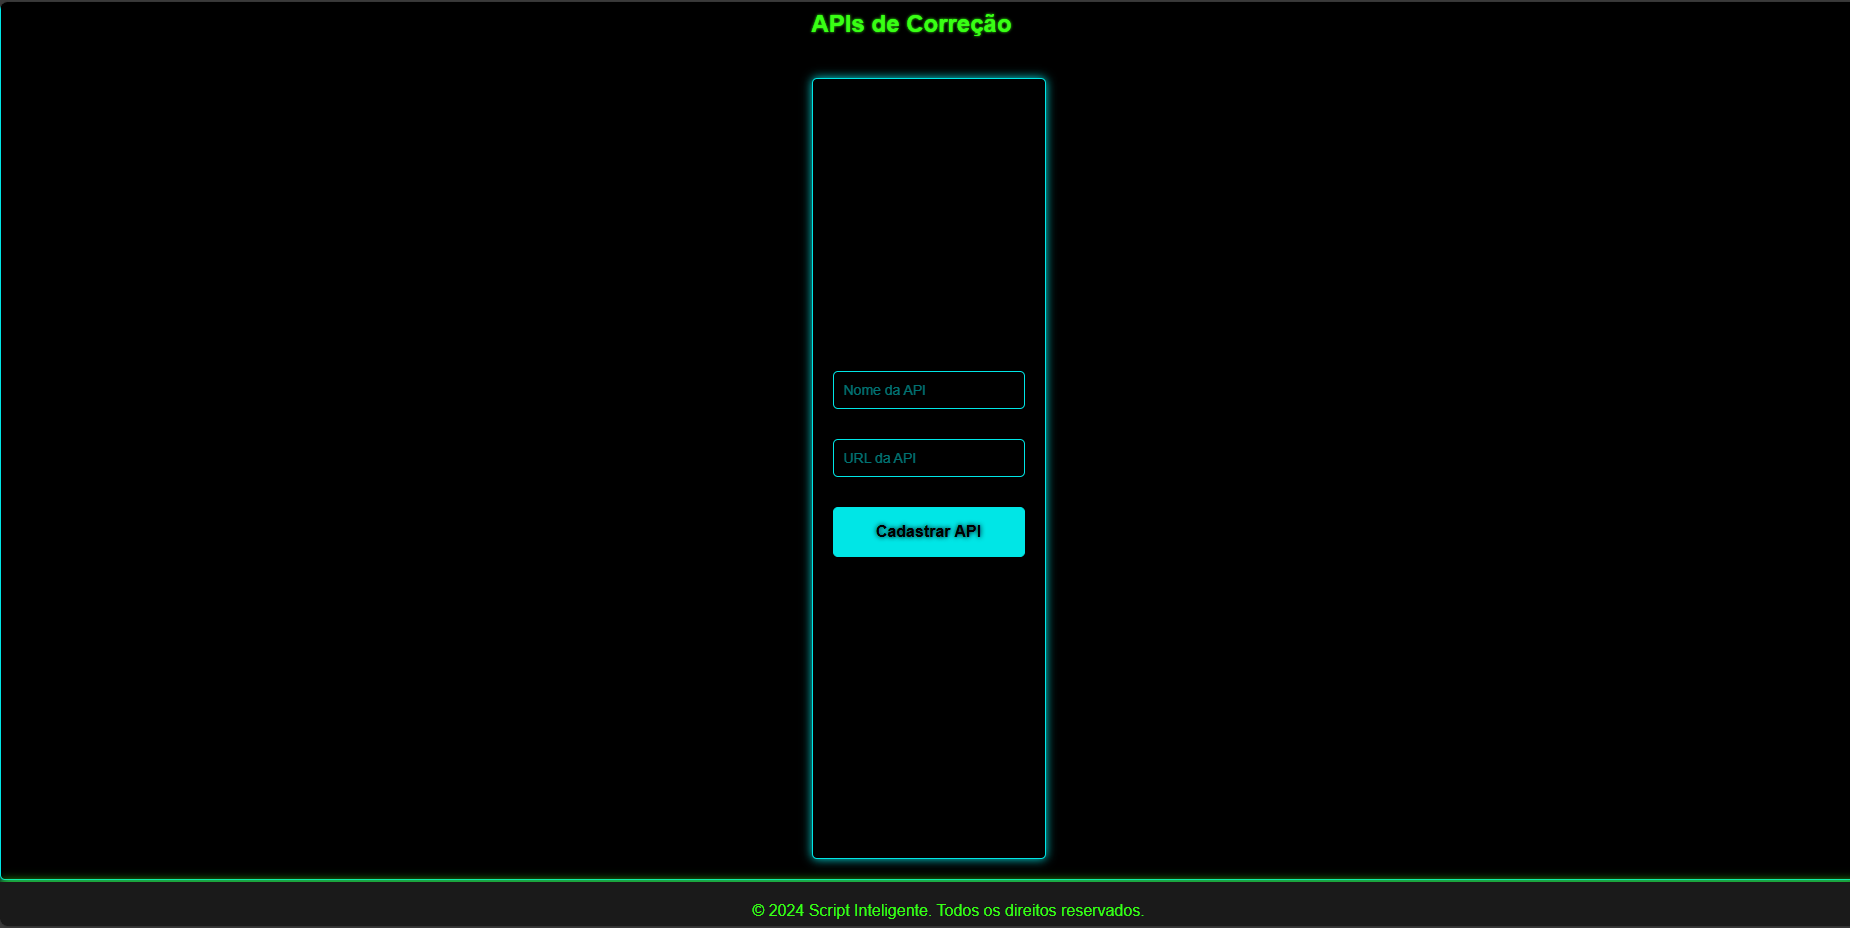 APIs de Correção
Nome da API
URL da API
Cadastrar API
© 2024 Script Inteligente. Todos os direitos reservados.